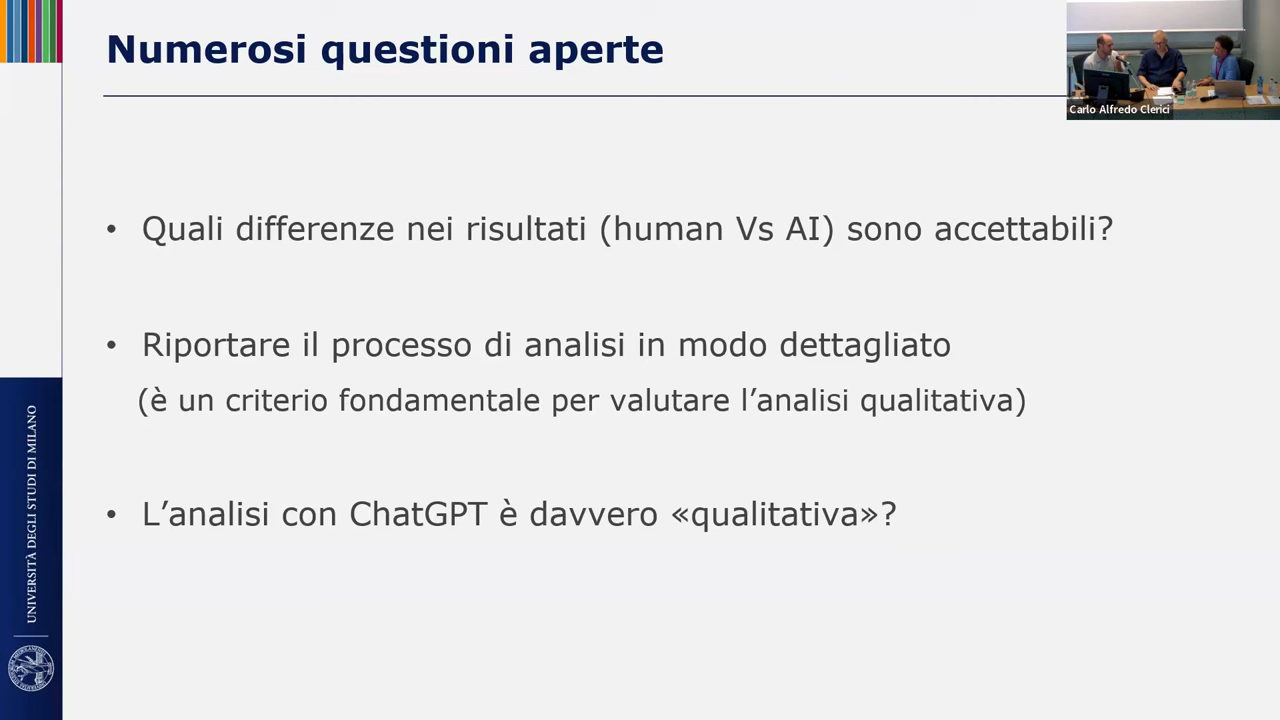 Numerosi questioni aperte
Carlo Alfredo Clerici
• Quali differenze nei risultati (human Vs AI) sono accettabili?
• Riportare il processo di analisi in modo dettagliato
(è un criterio fondamentale per valutare l’analisi qualitativa)
• L’analisi con ChatGPT è davvero «qualitativa»?
UNIVERSITÀ DEGLI STUDI DI MILANO